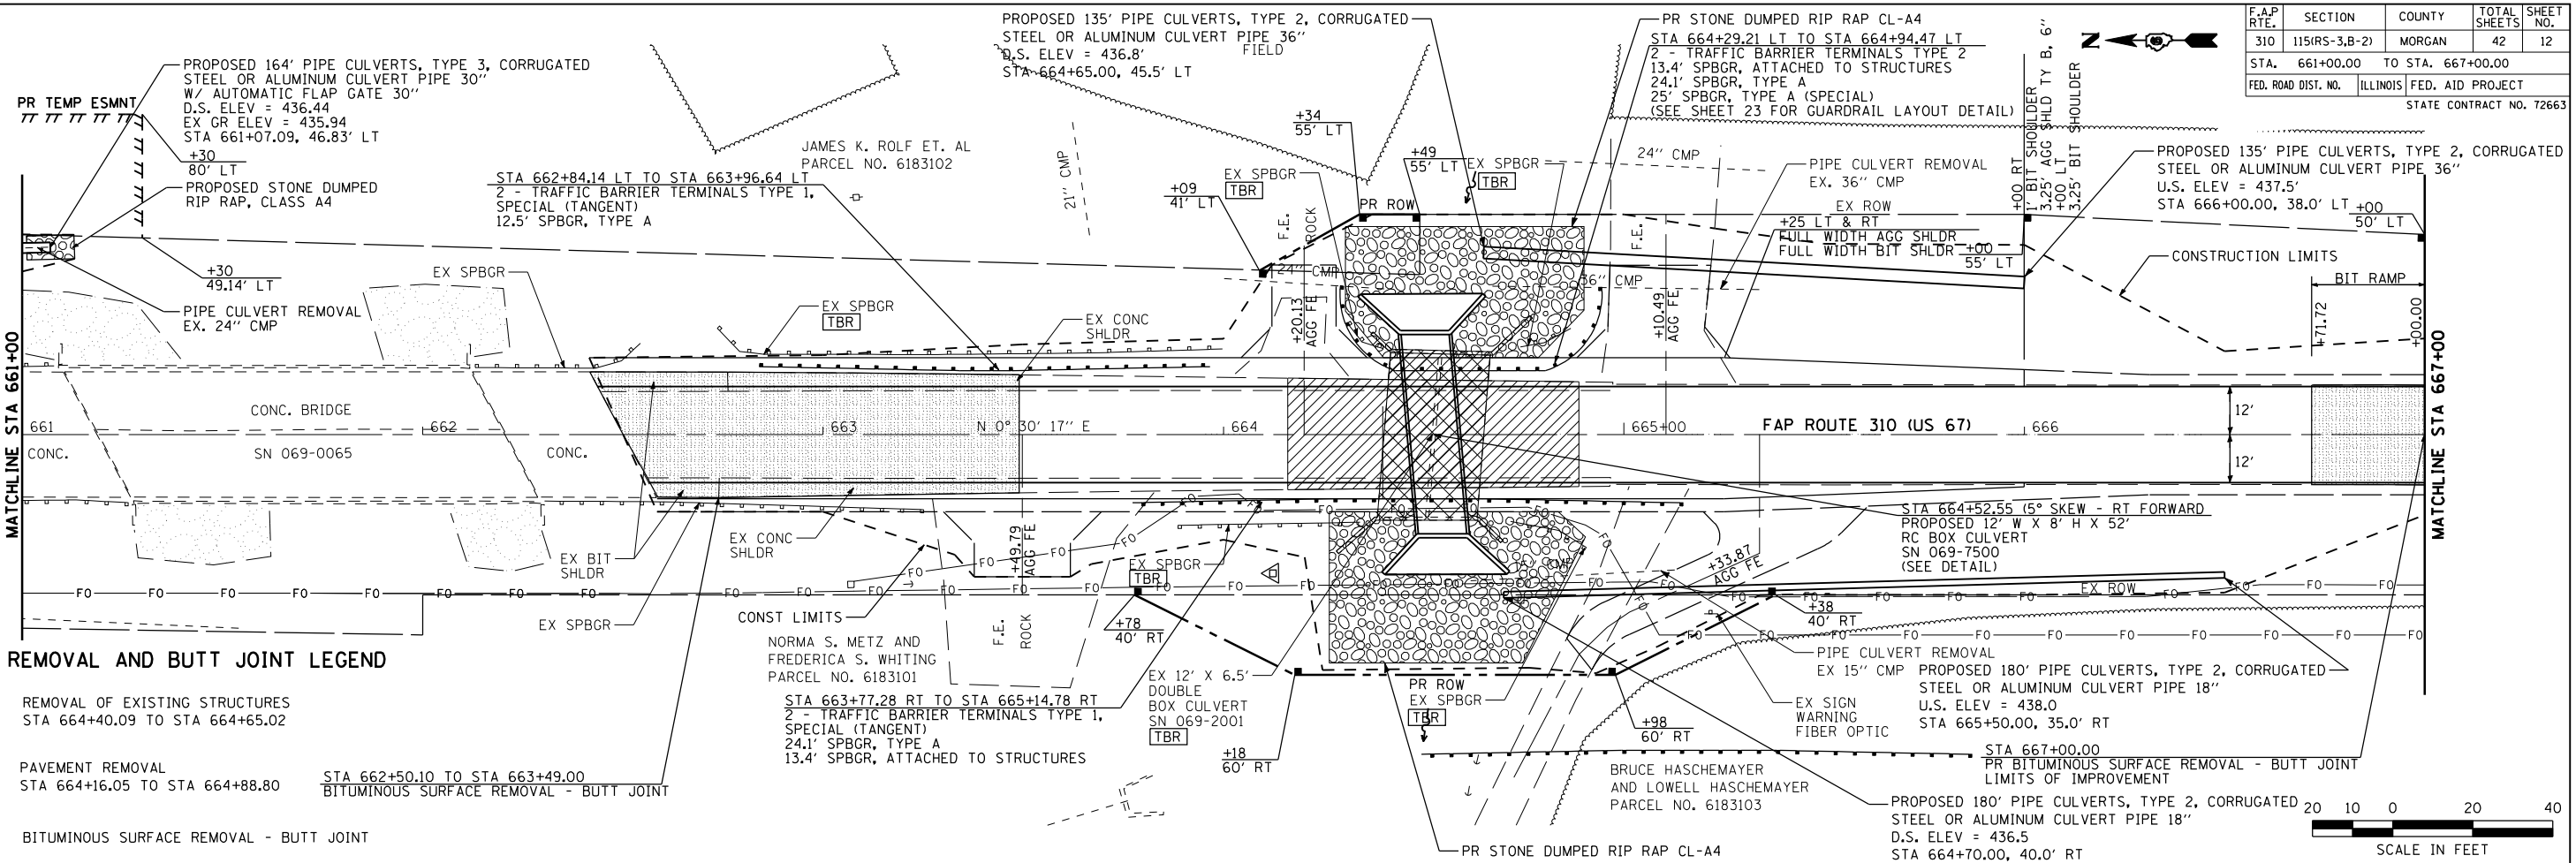 F.A.P RTE. SECTION COUNTY TOTAL SHEETS SHEET NO.
310 115(RS-3,B-2) MORGAN 42 12
STA. 661+00.00 TO STA. 667+00.00
FED. ROAD DIST. NO. ILLINOIS FED. AID PROJECT
STATE CONTRACT NO. 72663
N
PR TEMP ESMNT
PROPOSED 164' PIPE CULVERTS, TYPE 3, CORRUGATED
STEEL OR ALUMINUM CULVERT PIPE 30''
W/ AUTOMATIC FLAP GATE 30''
D.S. ELEV = 436.44
EX GR ELEV = 435.94
STA 661+07.09, 46.83' LT
+30
80' LT
PROPOSED STONE DUMPED
RIP RAP, CLASS A4
+30
49.14' LT
PIPE CULVERT REMOVAL
EX. 24'' CMP
EX SPBGR
STA 662+84.14 LT TO STA 663+96.64 LT
2 - TRAFFIC BARRIER TERMINALS TYPE 1,
SPECIAL (TANGENT)
12.5' SPBGR, TYPE A
JAMES K. ROLF ET. AL
PARCEL NO. 6183102
EX SPBGR
TBR
EX CONC
SHLDR
21'' CMP
PROPOSED 135' PIPE CULVERTS, TYPE 2, CORRUGATED
STEEL OR ALUMINUM CULVERT PIPE 36''
D.S. ELEV = 436.8'
STA 664+65.00, 45.5' LT
FIELD
+34
55' LT
+49
55' LT
+09
41' LT
EX SPBGR
TBR
EX SPBGR
TBR
PR ROW
F.E.
ROCK
24'' CMP
+20.13
AGG FE
PR STONE DUMPED RIP RAP CL-A4
STA 664+29.21 LT TO STA 664+94.47 LT
2 - TRAFFIC BARRIER TERMINALS TYPE 2
13.4' SPBGR, ATTACHED TO STRUCTURES
24.1' SPBGR, TYPE A
25' SPBGR, TYPE A (SPECIAL)
(SEE SHEET 23 FOR GUARDRAIL LAYOUT DETAIL)
24'' CMP
F.E.
36'' CMP
+10.49
AGG FE
PIPE CULVERT REMOVAL
EX. 36'' CMP
EX ROW
+25 LT & RT
FULL WIDTH AGG SHLDR
FULL WIDTH BIT SHLDR
+00
55' LT
+00 RT
1' BIT SHOULDER
3.25' AGG SHLD TY B, 6''
+00 LT
3.25' BIT SHOULDER
PROPOSED 135' PIPE CULVERTS, TYPE 2, CORRUGATED
STEEL OR ALUMINUM CULVERT PIPE 36''
U.S. ELEV = 437.5'
STA 666+00.00, 38.0' LT
+00
50' LT
CONSTRUCTION LIMITS
BIT RAMP
+71.72
+00.00
MATCHLINE STA 661+00
MATCHLINE STA 667+00
661
CONC.
CONC. BRIDGE
SN 069-0065
662
CONC.
663
N 0° 30' 17'' E
664
665+00
FAP ROUTE 310 (US 67)
666
12'
12'
EX BIT
SHLDR
EX CONC
SHLDR
EX SPBGR
+49.79
AGG FE
F.E.
ROCK
CONST LIMITS
NORMA S. METZ AND
FREDERICA S. WHITING
PARCEL NO. 6183101
EX SPBGR
TBR
+78
40' RT
STA 663+77.28 RT TO STA 665+14.78 RT
2 - TRAFFIC BARRIER TERMINALS TYPE 1,
SPECIAL (TANGENT)
24.1' SPBGR, TYPE A
13.4' SPBGR, ATTACHED TO STRUCTURES
EX 12' X 6.5'
DOUBLE
BOX CULVERT
SN 069-2001
TBR
+18
60' RT
PR ROW
EX SPBGR
TBR
15'' CMP
+33.87
AGG FE
+98
60' RT
+38
40' RT
EX ROW
STA 664+52.55 (5° SKEW - RT FORWARD
PROPOSED 12' W X 8' H X 52'
RC BOX CULVERT
SN 069-7500
(SEE DETAIL)
PIPE CULVERT REMOVAL
EX 15'' CMP
EX SIGN
WARNING
FIBER OPTIC
PROPOSED 180' PIPE CULVERTS, TYPE 2, CORRUGATED
STEEL OR ALUMINUM CULVERT PIPE 18''
U.S. ELEV = 438.0
STA 665+50.00, 35.0' RT
STA 667+00.00
PR BITUMINOUS SURFACE REMOVAL - BUTT JOINT
LIMITS OF IMPROVEMENT
BRUCE HASCHEMAYER
AND LOWELL HASCHEMAYER
PARCEL NO. 6183103
PROPOSED 180' PIPE CULVERTS, TYPE 2, CORRUGATED
STEEL OR ALUMINUM CULVERT PIPE 18''
D.S. ELEV = 436.5
STA 664+70.00, 40.0' RT
PR STONE DUMPED RIP RAP CL-A4
FO FO FO FO FO FO FO FO
REMOVAL AND BUTT JOINT LEGEND
REMOVAL OF EXISTING STRUCTURES
STA 664+40.09 TO STA 664+65.02
PAVEMENT REMOVAL
STA 664+16.05 TO STA 664+88.80
STA 662+50.10 TO STA 663+49.00
BITUMINOUS SURFACE REMOVAL - BUTT JOINT
BITUMINOUS SURFACE REMOVAL - BUTT JOINT
20 10 0 20 40
SCALE IN FEET